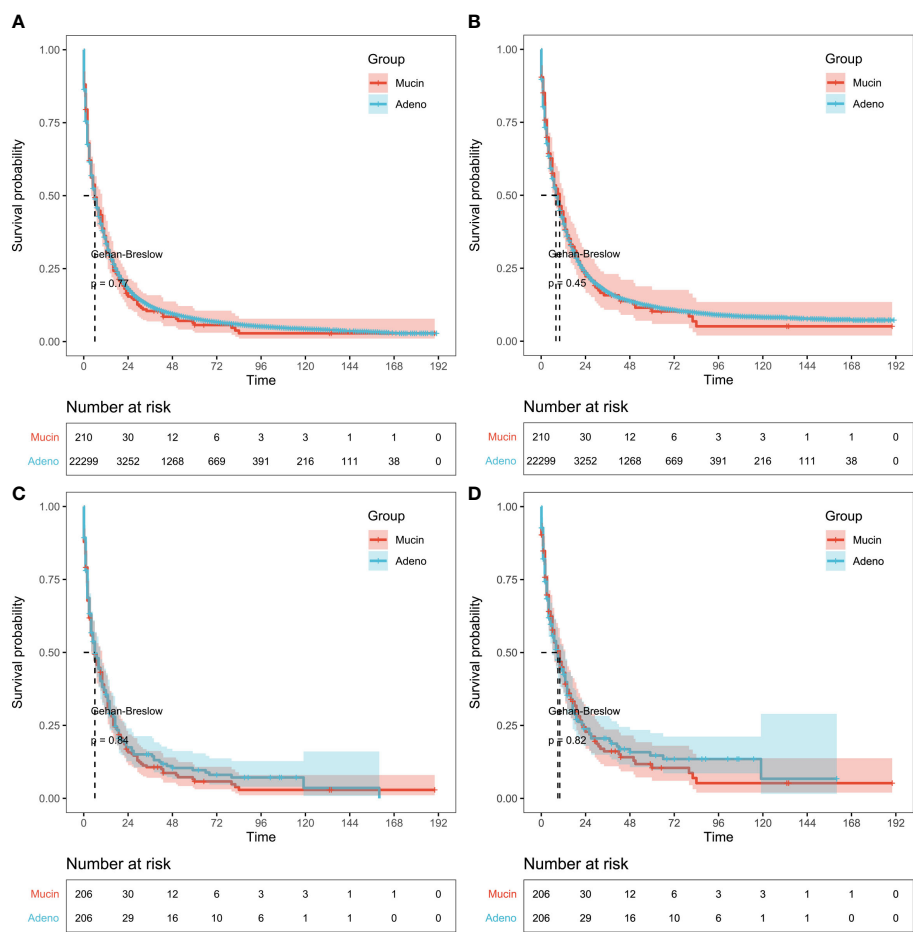 A
1.00
0.75
0.50
0.25
0.00
Survival probability
Group
Mucin
Adeno
Gehan-Breslow
p = 0.77
0 24 48 72 96 120 144 168 192
Time
Number at risk
Mucin 210 30 12 6 3 3 1 1 0
Adeno 22299 3252 1268 669 391 216 111 38 0
B
1.00
0.75
0.50
0.25
0.00
Survival probability
Group
Mucin
Adeno
Gehan-Breslow
p = 0.45
0 24 48 72 96 120 144 168 192
Time
Number at risk
Mucin 210 30 12 6 3 3 1 1 0
Adeno 22299 3252 1268 669 391 216 111 38 0
C
1.00
0.75
0.50
0.25
0.00
Survival probability
Group
Mucin
Adeno
Gehan-Breslow
p = 0.84
0 24 48 72 96 120 144 168 192
Time
Number at risk
Mucin 206 30 12 6 3 3 1 1 0
Adeno 206 29 16 10 6 1 1 0 0
D
1.00
0.75
0.50
0.25
0.00
Survival probability
Group
Mucin
Adeno
Gehan-Breslow
p = 0.82
0 24 48 72 96 120 144 168 192
Time
Number at risk
Mucin 206 30 12 6 3 3 1 1 0
Adeno 206 29 16 10 6 1 1 0 0